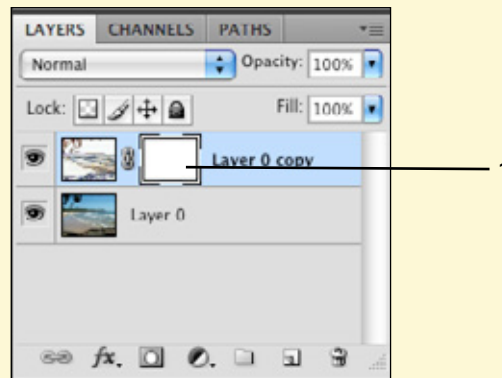 LAYERS CHANNELS PATHS
Normal Opacity: 100%
Lock: Fill: 100%
Layer 0 copy
Layer 0
fx.